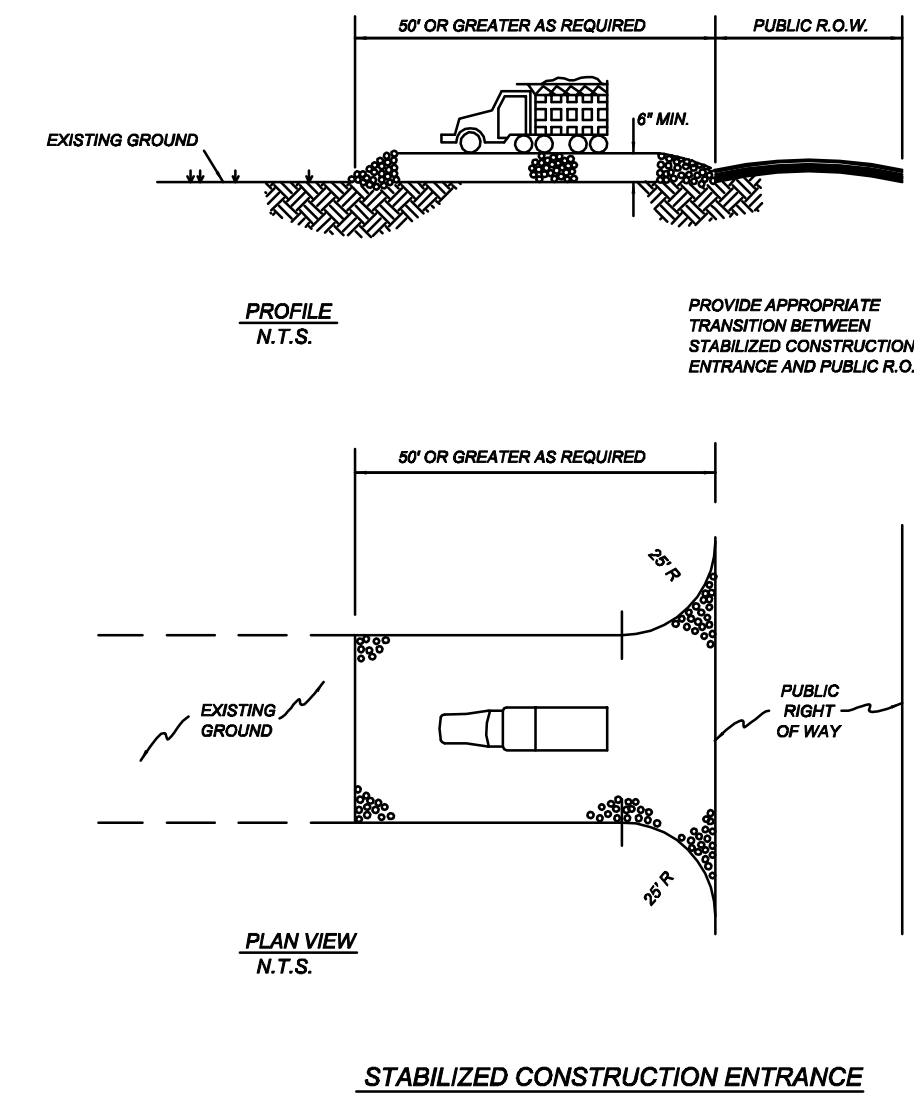 50' OR GREATER AS REQUIRED
PUBLIC R.O.W.
6" MIN.
EXISTING GROUND
PROFILE
N.T.S.
PROVIDE APPROPRIATE
TRANSITION BETWEEN
STABILIZED CONSTRUCTION
ENTRANCE AND PUBLIC R.O.
50' OR GREATER AS REQUIRED
25' R
EXISTING
GROUND
PUBLIC
RIGHT
OF WAY
25' R
PLAN VIEW
N.T.S.
STABILIZED CONSTRUCTION ENTRANCE